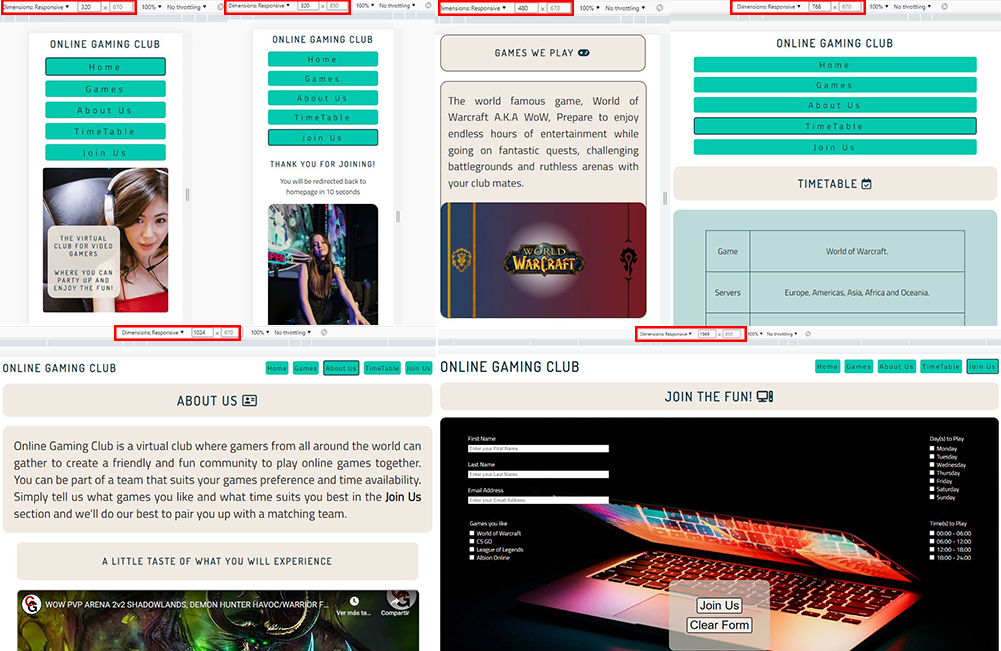 Dimensions: Responsive ▼ 320 × 670 100% ▼ No throttling ▼
ONLINE GAMING CLUB
Home
Games
About Us
TimeTable
Join Us
THE VIRTUAL
CLUB FOR VIDEO
GAMERS
WHERE YOU CAN
PARTY UP AND
ENJOY THE FUN!
Dimensions: Responsive ▼ 320 × 850 100% ▼ No throttling ▼
ONLINE GAMING CLUB
Home
Games
About Us
TimeTable
Join Us
THANK YOU FOR JOINING!
You will be redirected back to
homepage in 10 seconds
Dimensions: Responsive ▼ 480 × 670 100% ▼ No throttling ▼
GAMES WE PLAY
The world famous game, World of
Warcraft A.K.A WoW, Prepare to enjoy
endless hours of entertainment while
going on fantastic quests, challenging
battlegrounds and ruthless arenas with
your club mates.
WORLD
OF
WARCRAFT
Dimensions: Responsive ▼ 768 × 670 100% ▼ No throttling ▼
ONLINE GAMING CLUB
Home
Games
About Us
TimeTable
Join Us
TIMETABLE
Game World of Warcraft.
Servers Europe, Americas, Asia, Africa and Oceania.
Dimensions: Responsive ▼ 1024 × 670 100% ▼ No throttling ▼
ONLINE GAMING CLUB Home Games About Us TimeTable Join Us
ABOUT US
Online Gaming Club is a virtual club where gamers from all around the world can
gather to create a friendly and fun community to play online games together.
You can be part of a team that suits your games preference and time availability.
Simply tell us what games you like and what time suits you best in the Join Us
section and we'll do our best to pair you up with a matching team.
A LITTLE TASTE OF WHAT YOU WILL EXPERIENCE
WOW PVP ARENA 2v2 SHADOWLANDS, DEMON HUNTER HAVOC/WARRIOR F...
Ver más ta... Compartir
Dimensions: Responsive ▼ 1569 × 850 100% ▼ No throttling ▼
ONLINE GAMING CLUB Home Games About Us TimeTable Join Us
JOIN THE FUN!
First Name
Enter your First Name
Last Name
Enter your Last Name
Email Address
Enter your Email Address
Games you like
World of Warcraft
CS GO
League of Legends
Albion Online
Day(s) to Play
Monday
Tuesday
Wednesday
Thursday
Friday
Saturday
Sunday
Time(s) to Play
00:00 - 06:00
06:00 - 12:00
12:00 - 18:00
18:00 - 24:00
Join Us
Clear Form